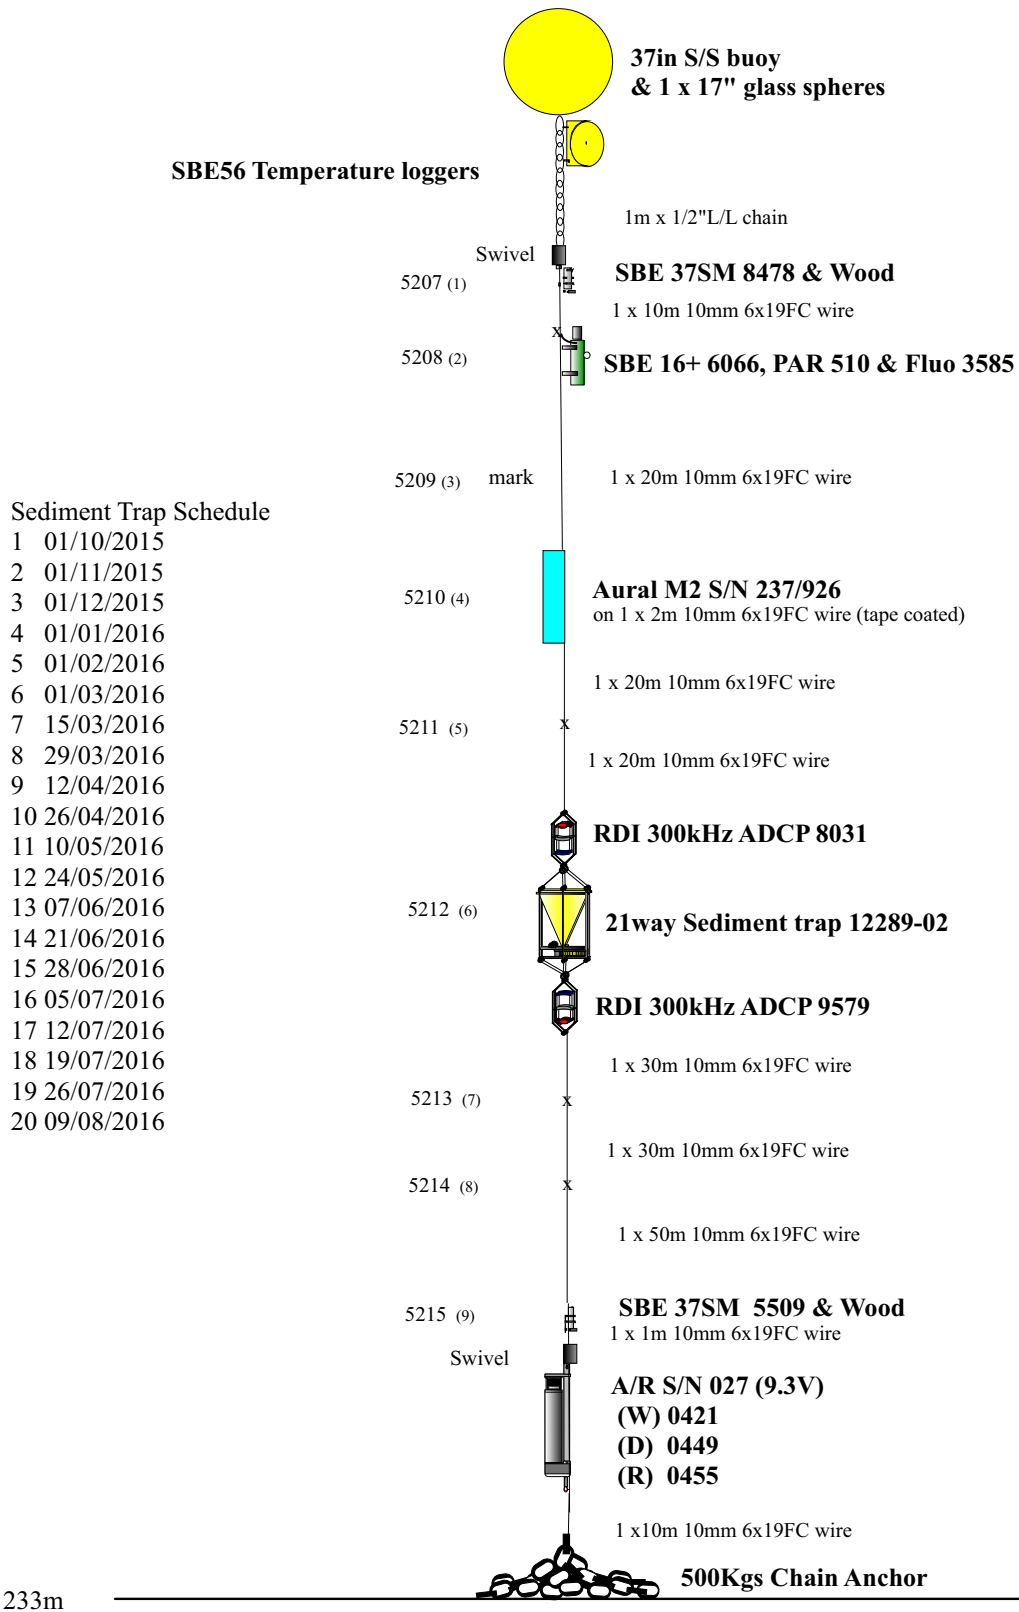 37in S/S buoy
& 1 x 17" glass spheres
SBE56 Temperature loggers
1m x 1/2"L/L chain
Swivel
5207 (1)
SBE 37SM 8478 & Wood
1 x 10m 10mm 6x19FC wire
x
5208 (2)
SBE 16+ 6066, PAR 510 & Fluo 3585
5209 (3)
mark
1 x 20m 10mm 6x19FC wire
Sediment Trap Schedule
1 01/10/2015
2 01/11/2015
3 01/12/2015
4 01/01/2016
5 01/02/2016
6 01/03/2016
7 15/03/2016
8 29/03/2016
9 12/04/2016
10 26/04/2016
11 10/05/2016
12 24/05/2016
13 07/06/2016
14 21/06/2016
15 28/06/2016
16 05/07/2016
17 12/07/2016
18 19/07/2016
19 26/07/2016
20 09/08/2016
5210 (4)
Aural M2 S/N 237/926
on 1 x 2m 10mm 6x19FC wire (tape coated)
1 x 20m 10mm 6x19FC wire
5211 (5)
x
1 x 20m 10mm 6x19FC wire
RDI 300kHz ADCP 8031
5212 (6)
21way Sediment trap 12289-02
RDI 300kHz ADCP 9579
1 x 30m 10mm 6x19FC wire
5213 (7)
x
1 x 30m 10mm 6x19FC wire
5214 (8)
x
1 x 50m 10mm 6x19FC wire
5215 (9)
SBE 37SM 5509 & Wood
1 x 1m 10mm 6x19FC wire
Swivel
A/R S/N 027 (9.3V)
(W) 0421
(D) 0449
(R) 0455
1 x10m 10mm 6x19FC wire
500Kgs Chain Anchor
233m